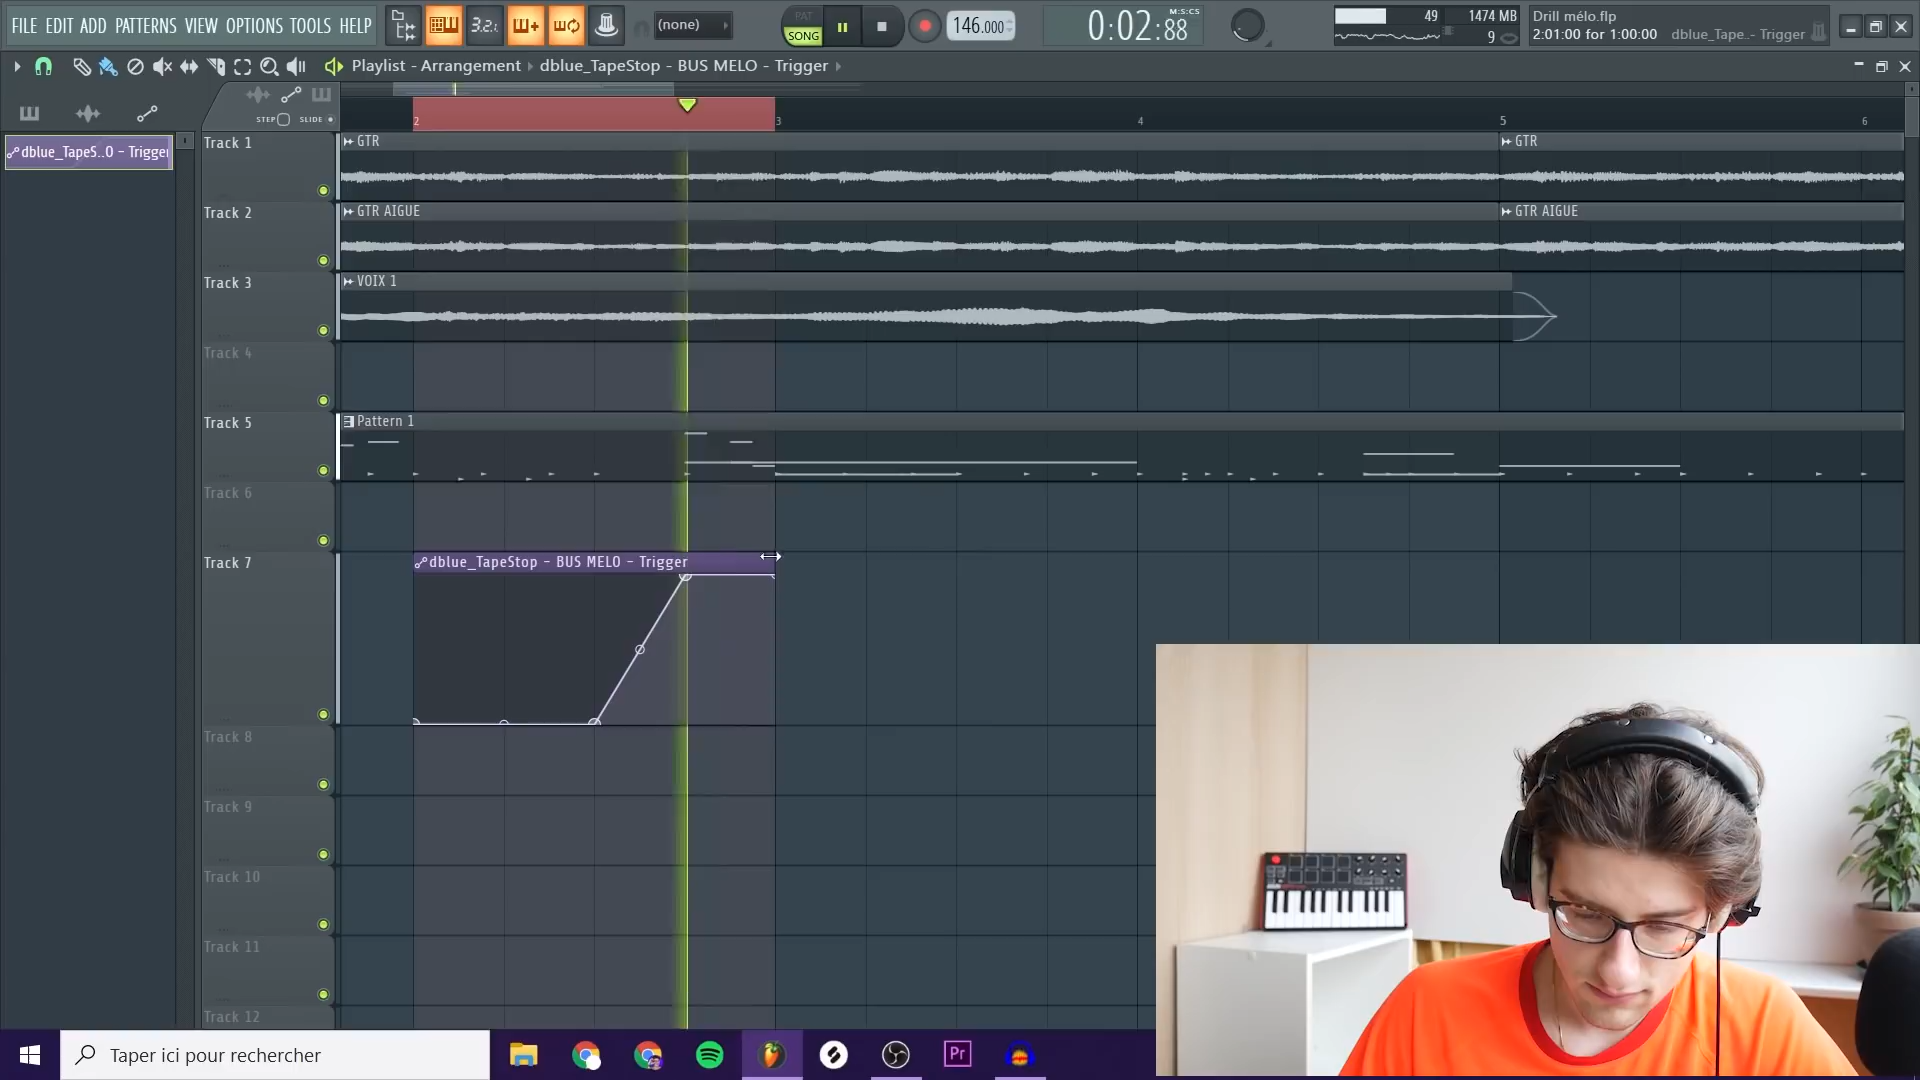 FILE EDIT ADD PATTERNS VIEW OPTIONS TOOLS HELP
3.2.
(none)
PAT
SONG
146.000
M:S:CS
0:02:88
49
1474 MB
9
Drill mélo.flp
2:01:00 for 1:00:00
dblue_Tape..- Trigger
Playlist - Arrangement
dblue_TapeStop - BUS MELO - Trigger
STEP
SLIDE
2
3
4
5
6
dblue_TapeS..O - Trigger
Track 1
GTR
GTR
Track 2
GTR AIGUE
GTR AIGUE
Track 3
VOIX 1
Track 4
Track 5
Pattern 1
Track 6
Track 7
dblue_TapeStop - BUS MELO - Trigger
Track 8
Track 9
Track 10
Track 11
Track 12
Taper ici pour rechercher
Pr